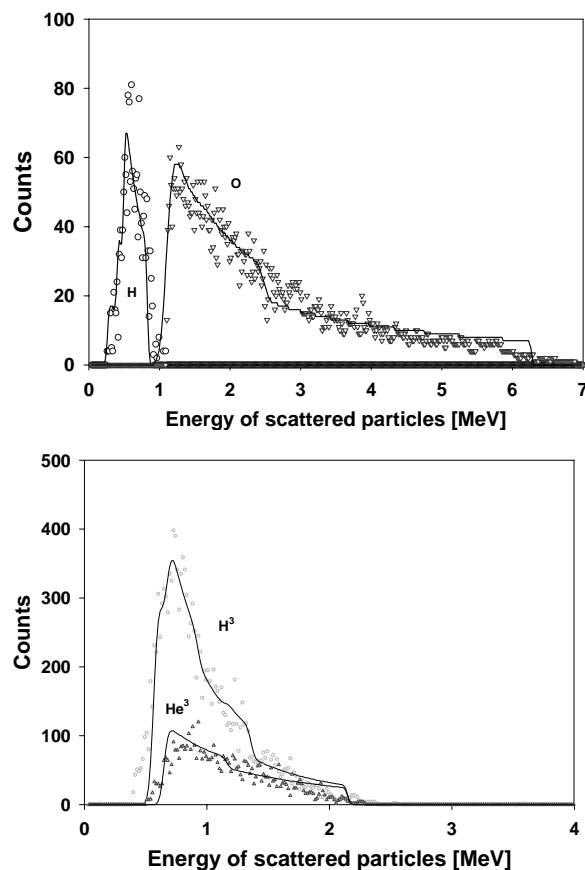 100
80
60
40
20
0
Counts
O
H
0 1 2 3 4 5 6 7
Energy of scattered particles [MeV]
500
400
300
200
100
0
Counts
H³
He³
0 1 2 3 4
Energy of scattered particles [MeV]